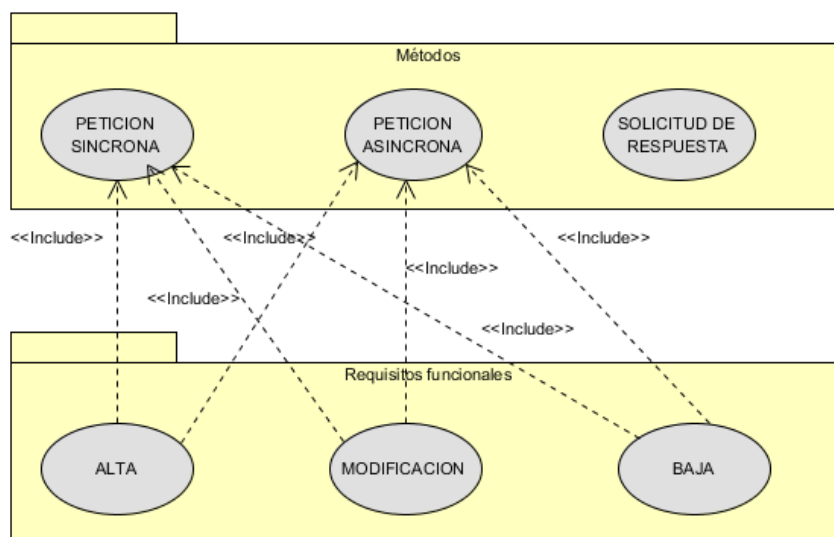 Métodos
PETICION
SINCRONA
PETICION
ASINCRONA
SOLICITUD DE
RESPUESTA
<<Include>>
<<Include>>
<<Include>>
<<Include>>
<<Include>>
<<Include>>
Requisitos funcionales
ALTA
MODIFICACION
BAJA